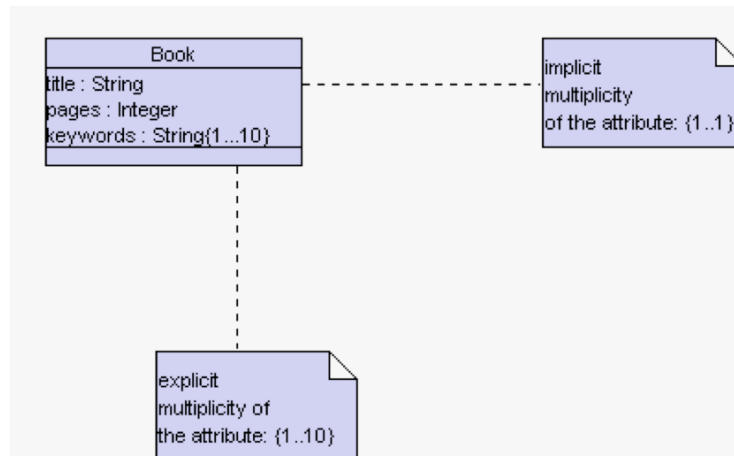 Book
title : String
pages : Integer
keywords : String{1...10}
implicit
multiplicity
of the attribute: {1..1}
explicit
multiplicity of
the attribute: {1..10}